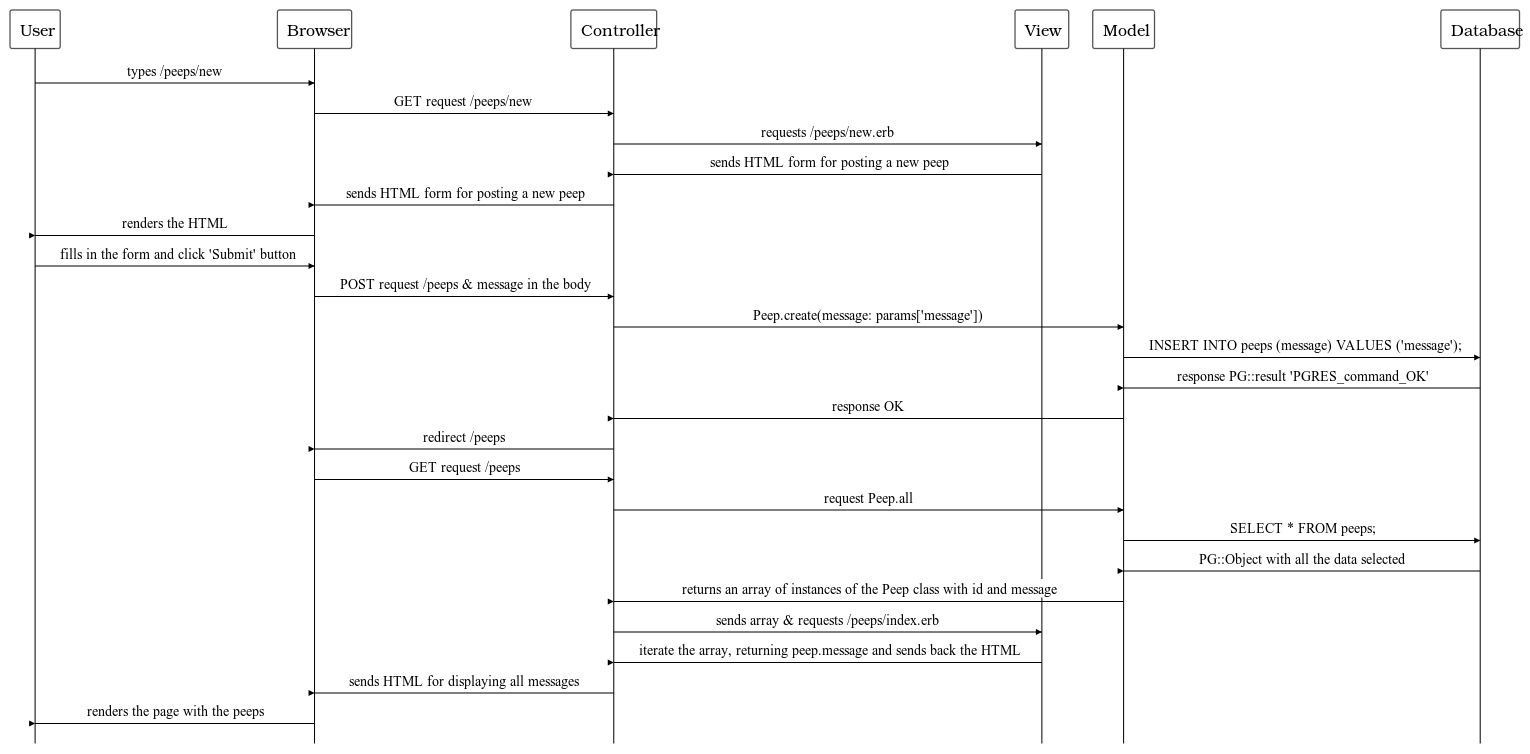 User
Browser
Controller
View
Model
Database
types /peeps/new
GET request /peeps/new
requests /peeps/new.erb
sends HTML form for posting a new peep
sends HTML form for posting a new peep
renders the HTML
fills in the form and click 'Submit' button
POST request /peeps & message in the body
Peep.create(message: params['message'])
INSERT INTO peeps (message) VALUES ('message');
response PG::result 'PGRES_command_OK'
response OK
redirect /peeps
GET request /peeps
request Peep.all
SELECT * FROM peeps;
PG::Object with all the data selected
returns an array of instances of the Peep class with id and message
sends array & requests /peeps/index.erb
iterate the array, returning peep.message and sends back the HTML
sends HTML for displaying all messages
renders the page with the peeps